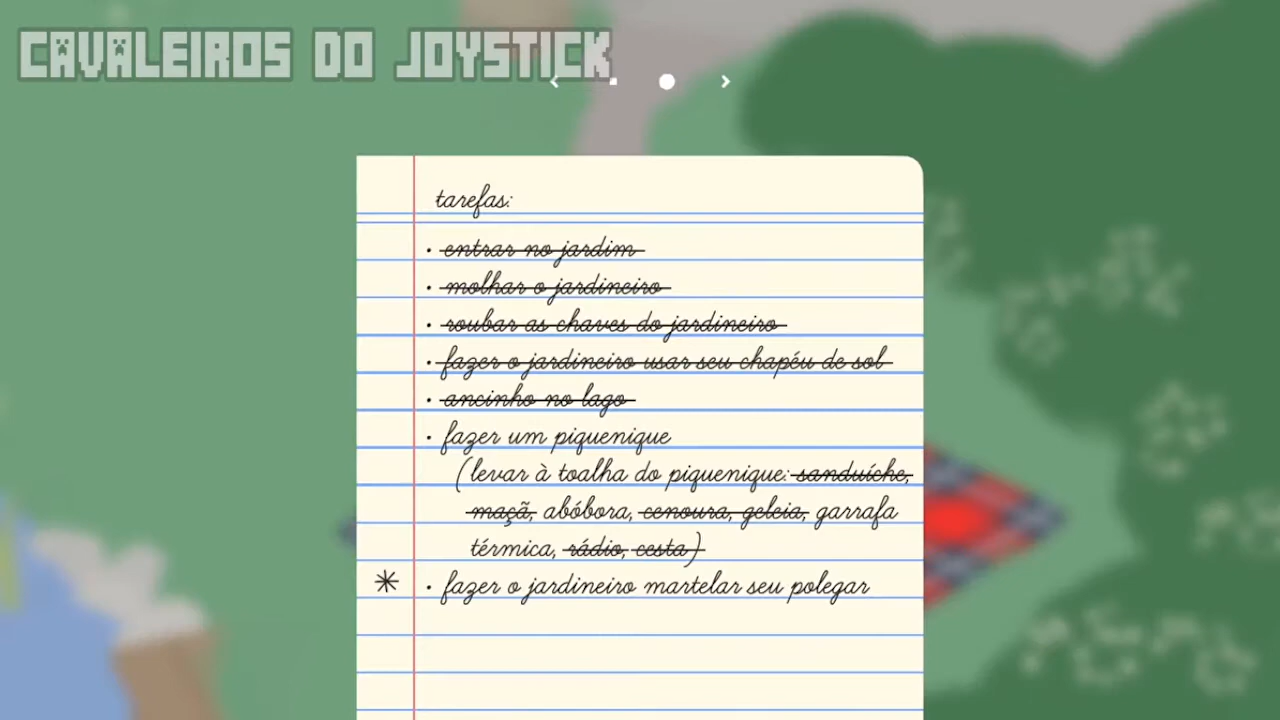 CAVALEIROS DO JOYSTICK
tarefas:
• entrar no jardim
• molhar o jardineiro
• roubar as chaves do jardineiro
• fazer o jardineiro usar seu chapéu de sol
• ancinho no lago
• fazer um piquenique
(levar à toalha do piquenique: sanduíche,
maçã, abóbora, cenoura, geleia, garrafa
térmica, rádio, cesta)
• fazer o jardineiro martelar seu polegar